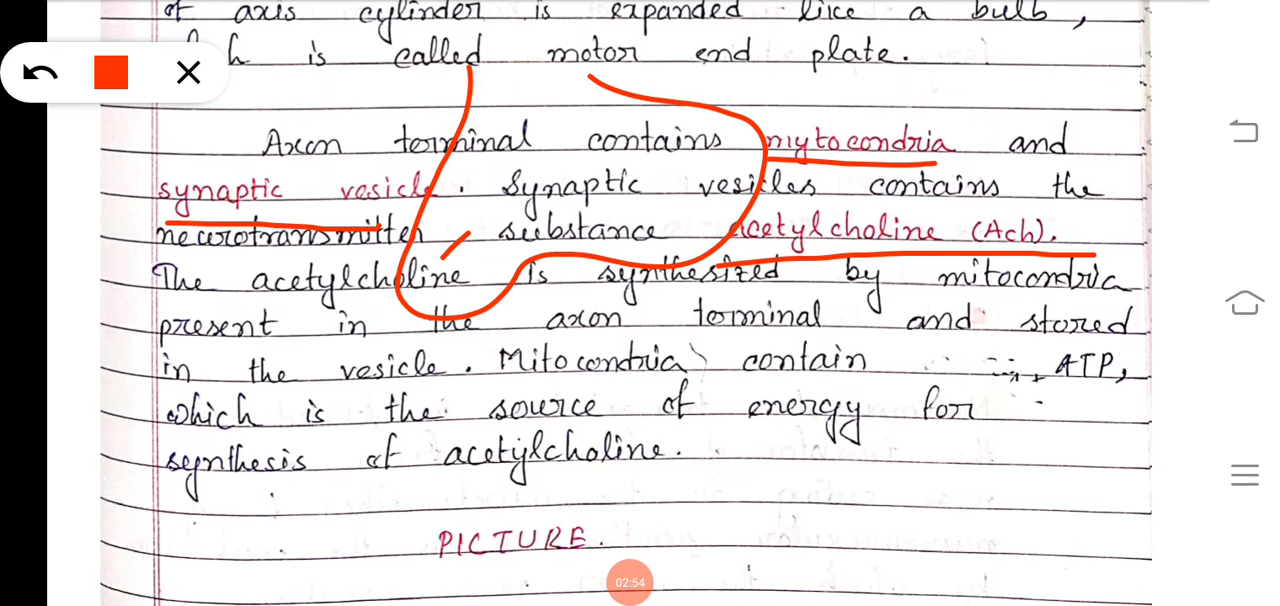 of axis cylinder is expanded like a bulb,
is called motor end plate.
Axon terminal contains mytocondria and
synaptic vesicle. Synaptic vesicles contains the
neurotransmitter substance acetylcholine (Ach).
The acetylcholine is synthesized by mitocondria
present in the axon terminal and stored
in the vesicle. Mitocondria contain ATP,
which is the source of energy for
synthesis of acetylcholine.
PICTURE.
02:54